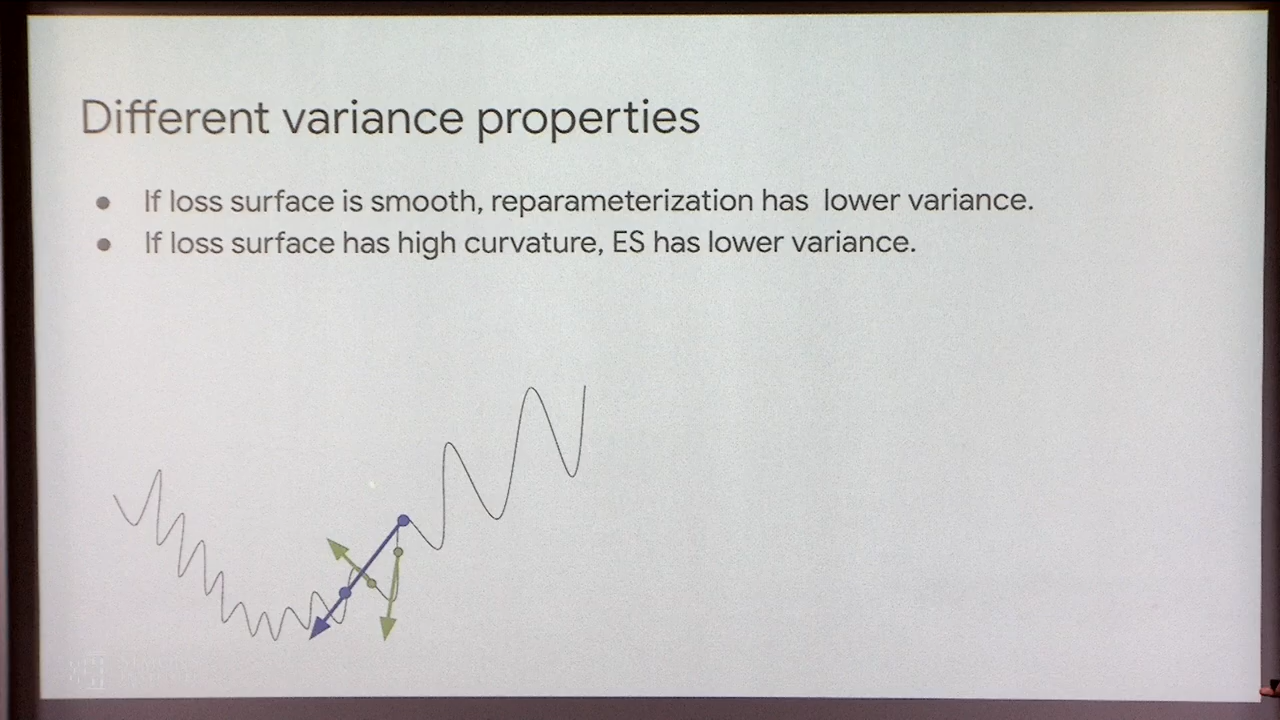 Different variance properties
If loss surface is smooth, reparameterization has lower variance.
If loss surface has high curvature, ES has lower variance.